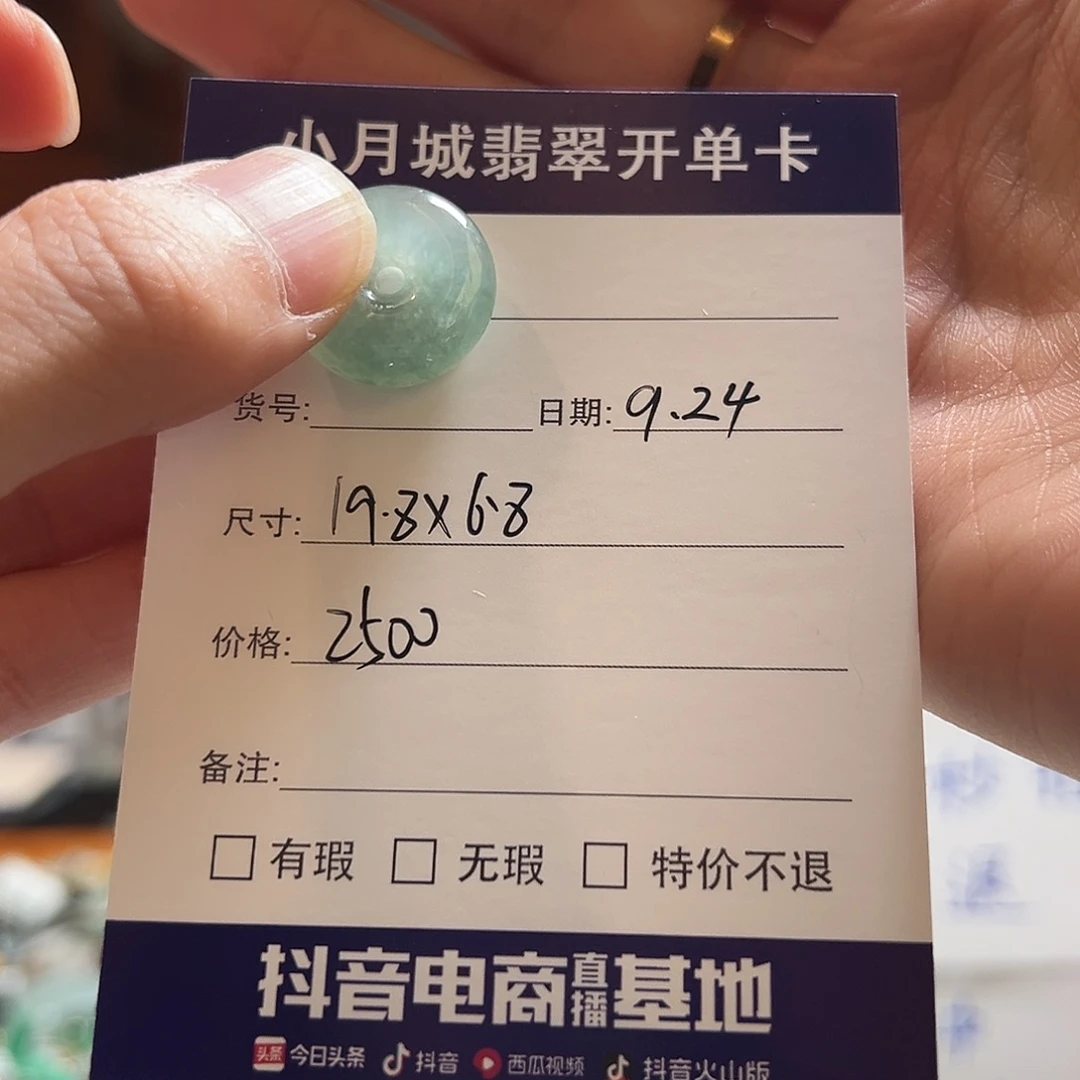 小月城翡翠开单卡
货号: 日期: 9.24
尺寸: 19.8x6.8
价格: 2500
备注:
□ 有瑕 □ 无瑕 □ 特价不退
抖音电商直播基地
头条 今日头条 抖音 西瓜视频 抖音火山版